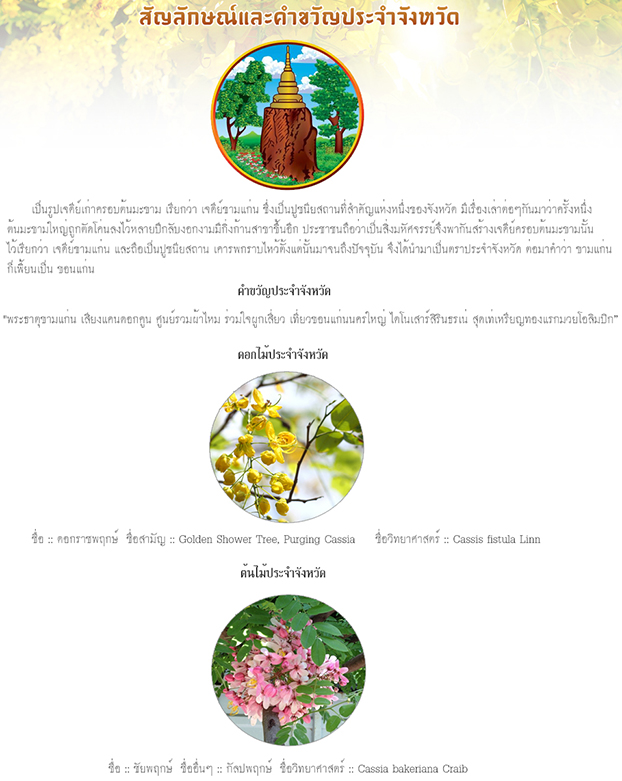 สัญลักษณ์และคำขวัญประจำจังหวัด
เป็นรูปเจดีย์เก่าครอบต้นมะขาม เรียกว่า เจดีย์ขามแก่น ซึ่งเป็นปูชนียสถานที่สำคัญแห่งหนึ่งของจังหวัด มีเรื่องเล่าต่อๆกันมาว่าครั้งหนึ่ง
ต้นมะขามใหญ่ถูกตัดโค่นลงไว้หลายปีกลับงอกงามมีกิ่งก้านสาขาขึ้นอีก ประชาชนถือว่าเป็นสิ่งมหัศจรรย์จึงพากันสร้างเจดีย์ครอบต้นมะขามนั้น
ไว้เรียกว่า เจดีย์ขามแก่น และถือเป็นปูชนียสถาน เคารพกราบไหว้ตั้งแต่นั้นมาจนถึงปัจจุบัน จึงได้นำมาเป็นตราประจำจังหวัด ต่อมาคำว่า ขามแก่น
ก็เพี้ยนเป็น ขอนแก่น
คำขวัญประจำจังหวัด
"พระธาตุขามแก่น เสียงแคนดอกคูน ศูนย์รวมผ้าไหม ร่วมใจผูกเสี่ยว เที่ยวขอนแก่นนครใหญ่ ไดโนเสาร์สิรินธรเน่ สุดเท่เหรียญทองแรกมวยโอลิมปิก"
ดอกไม้ประจำจังหวัด
ชื่อ :: ดอกราชพฤกษ์ ชื่อสามัญ :: Golden Shower Tree, Purging Cassia ชื่อวิทยาศาสตร์ :: Cassis fistula Linn
ต้นไม้ประจำจังหวัด
ชื่อ :: ชัยพฤกษ์ ชื่ออื่นๆ :: กัลปพฤกษ์ ชื่อวิทยาศาสตร์ :: Cassia bakeriana Craib